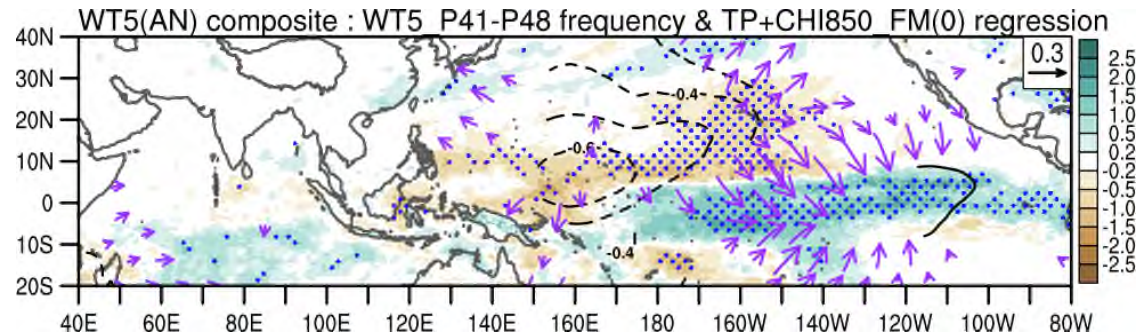 WT5(AN) composite : WT5_P41-P48 frequency & TP+CHI850_FM(0) regression
40N
30N
20N
10N
0
10S
20S
0.3
-0.4
-0.6
-0.4
2.5
2.0
1.5
1.0
0.5
0.2
-0.2
-0.5
-1.0
-1.5
-2.0
-2.5
40E 60E 80E 100E 120E 140E 160E 180 160W 140W 120W 100W 80W